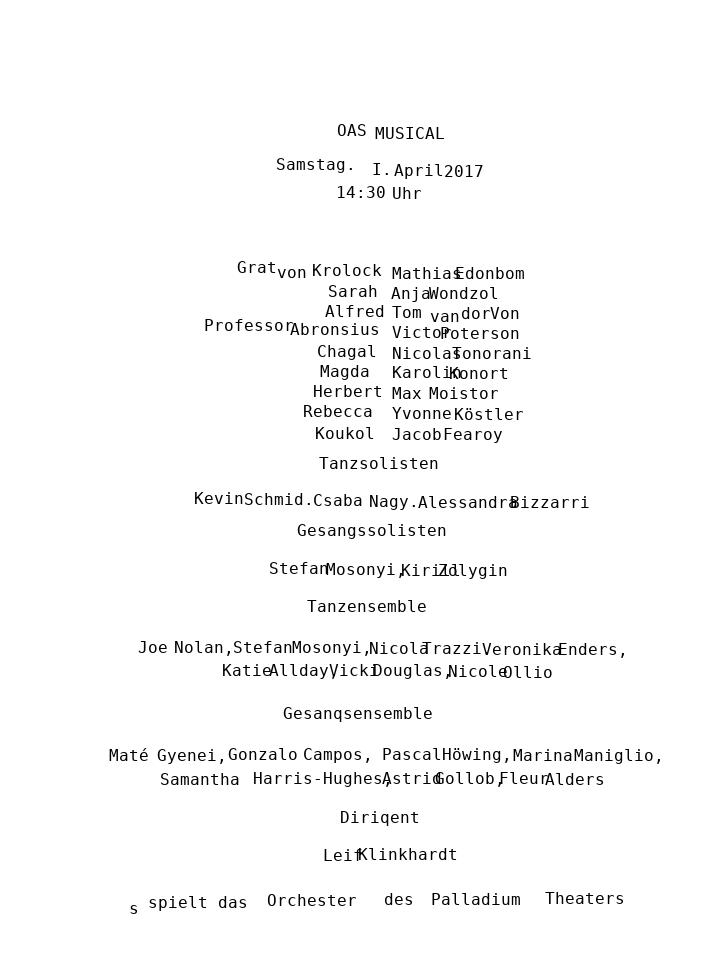 OAS MUSICAL
Samstag. I. April 2017
14:30 Uhr
Grat von Krolock Mathias Edonbom
Sarah Anja Wondzol
Alfred Tom van dor Von
Professor Abronsius Victor Poterson
Chagal Nicolas Tonorani
Magda Karolin Konort
Herbert Max Moistor
Rebecca Yvonne Köstler
Koukol Jacob Fearoy
Tanzsolisten
Kevin Schmid. Csaba Nagy. Alessandra Bizzarri
Gesangssolisten
Stefan Mosonyi, Kirill Zolygin
Tanzensemble
Joe Nolan, Stefan Mosonyi, Nicola Trazzi. Veronika Enders,
Katie Allday, Vicki Douglas, Nicole Ollio
Gesanqsensemble
Maté Gyenei, Gonzalo Campos, Pascal Höwing, Marina Maniglio,
Samantha Harris-Hughes, Astrid Gollob, Fleur Alders
Diriqent
Leif Klinkhardt
s spielt das Orchester des Palladium Theaters